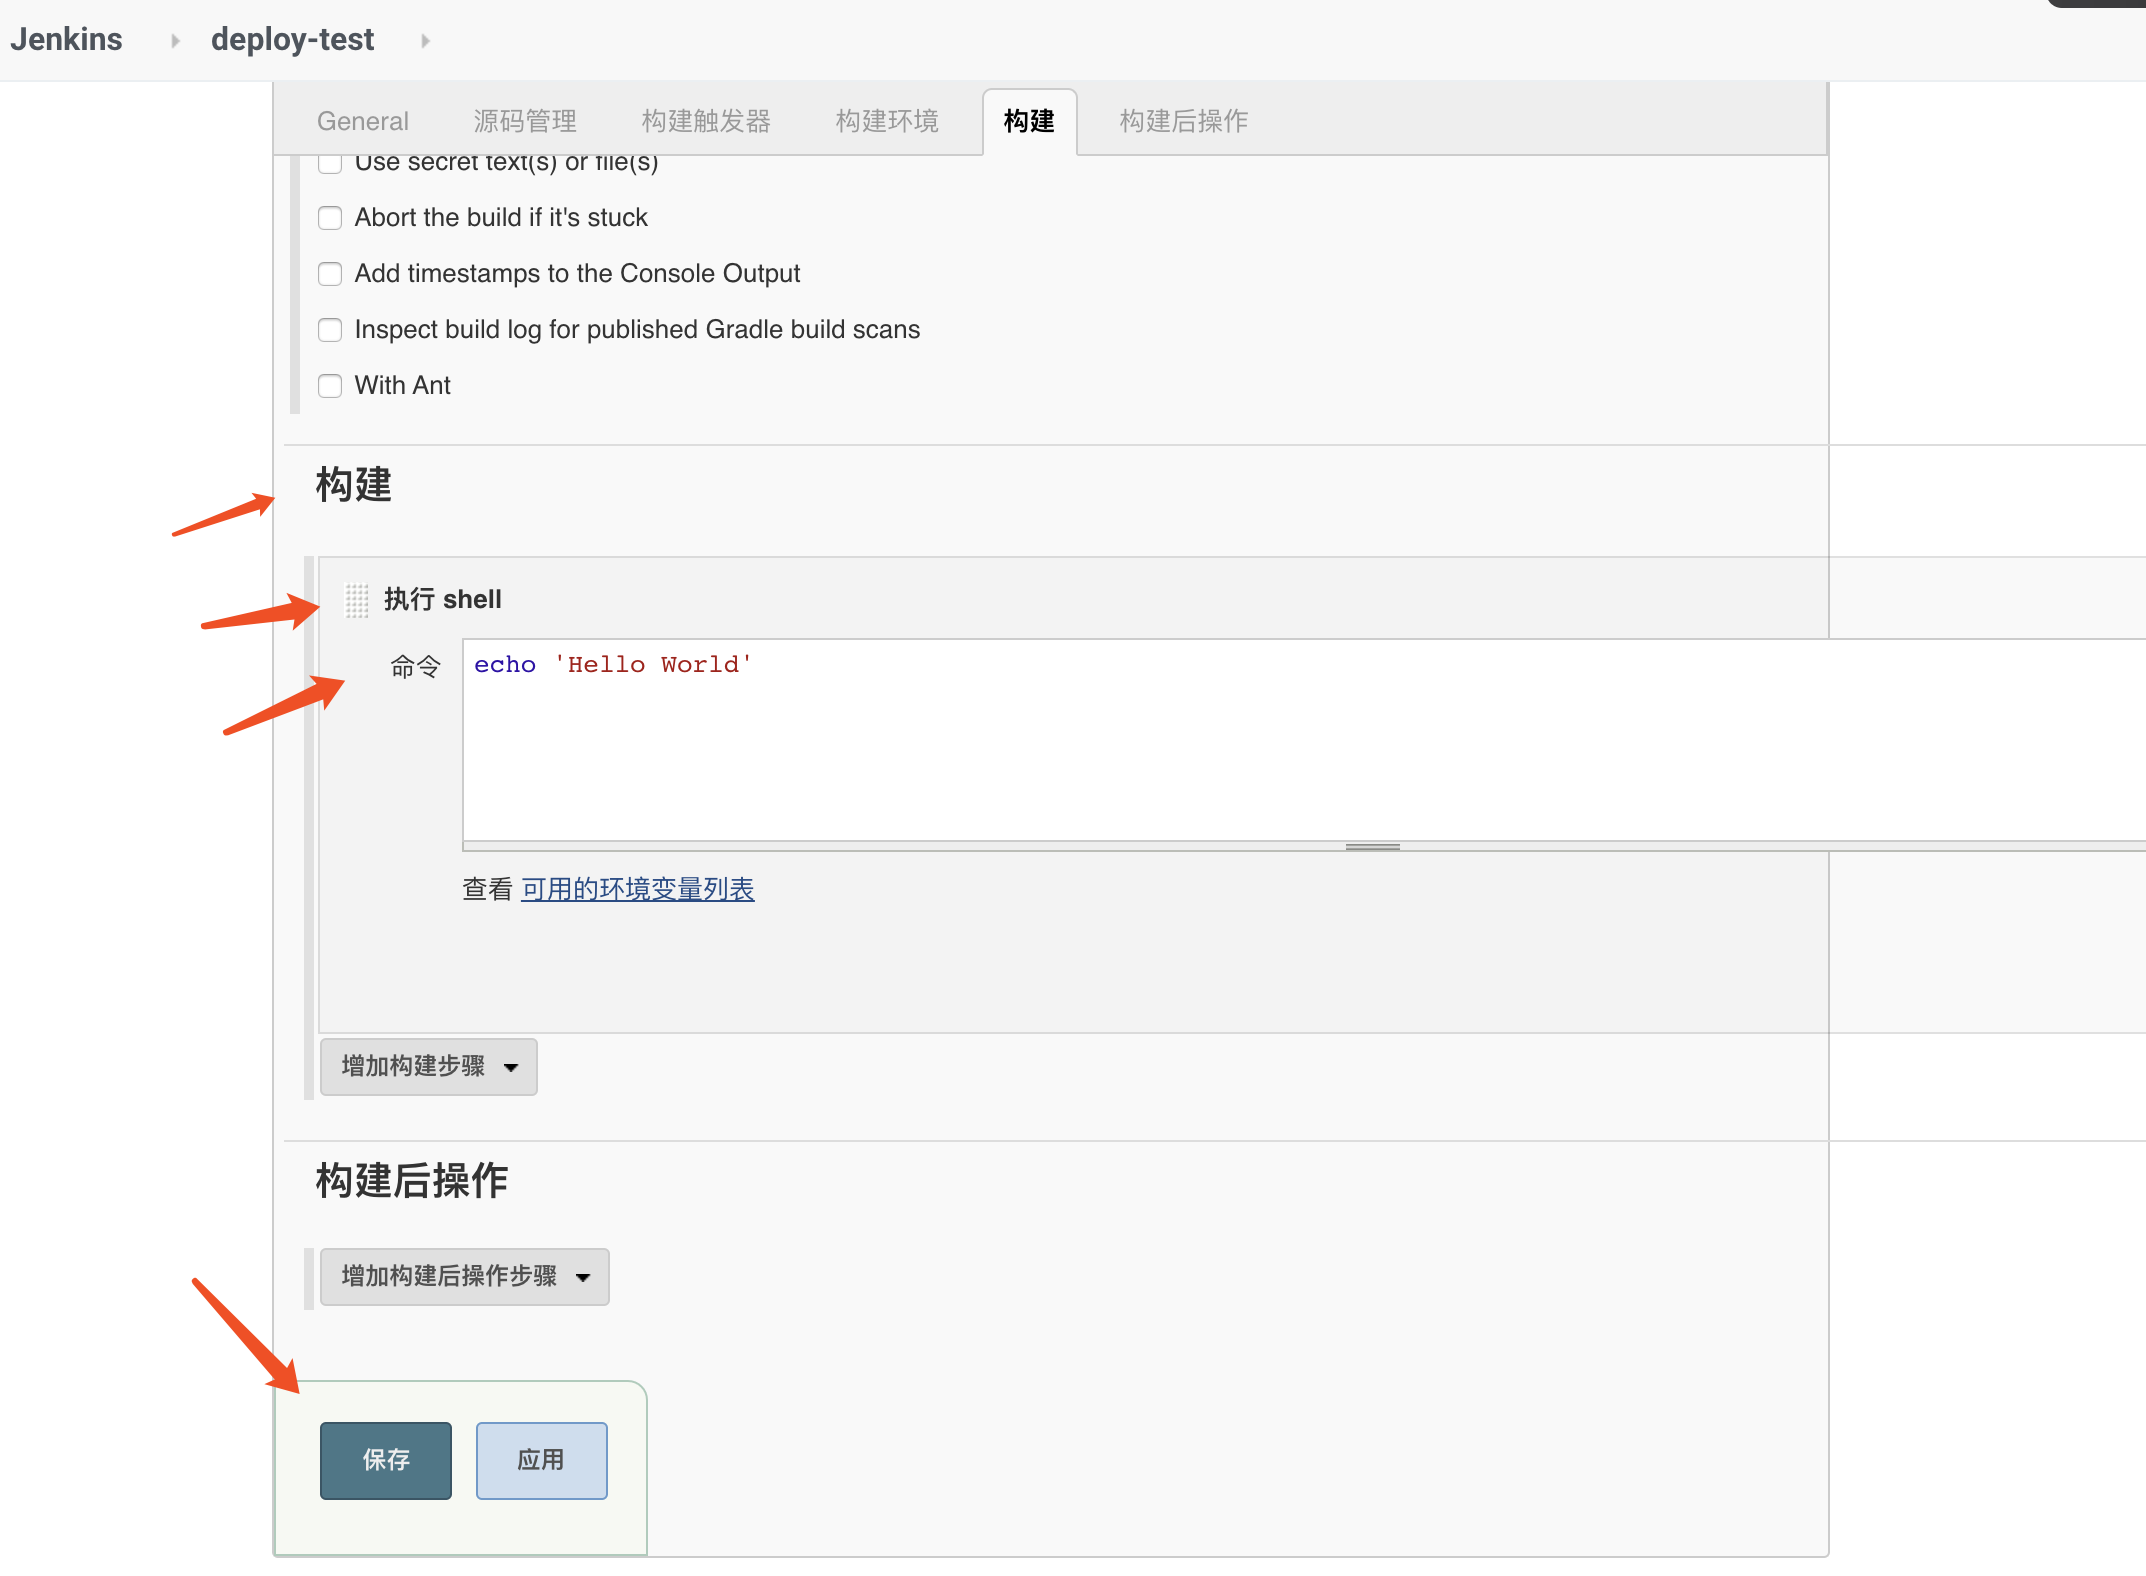 Jenkins deploy-test
General 源码管理 构建触发器 构建环境 构建 构建后操作
Use secret text(s) or file(s)
Abort the build if it's stuck
Add timestamps to the Console Output
Inspect build log for published Gradle build scans
With Ant
构建
执行 shell
命令 echo 'Hello World'
查看 可用的环境变量列表
增加构建步骤
构建后操作
增加构建后操作步骤
保存 应用